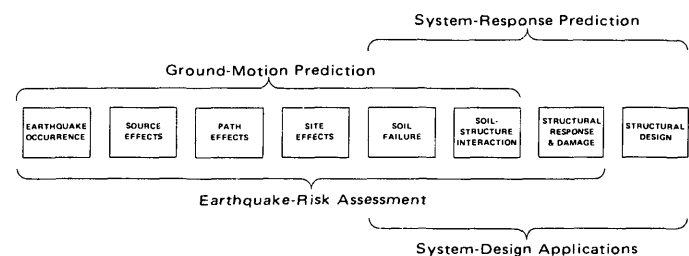 System-Response Prediction
Ground-Motion Prediction
EARTHQUAKE
OCCURRENCE
SOURCE
EFFECTS
PATH
EFFECTS
SITE
EFFECTS
SOIL
FAILURE
SOIL-
STRUCTURE
INTERACTION
STRUCTURAL
RESPONSE
& DAMAGE
STRUCTURAL
DESIGN
Earthquake-Risk Assessment
System-Design Applications